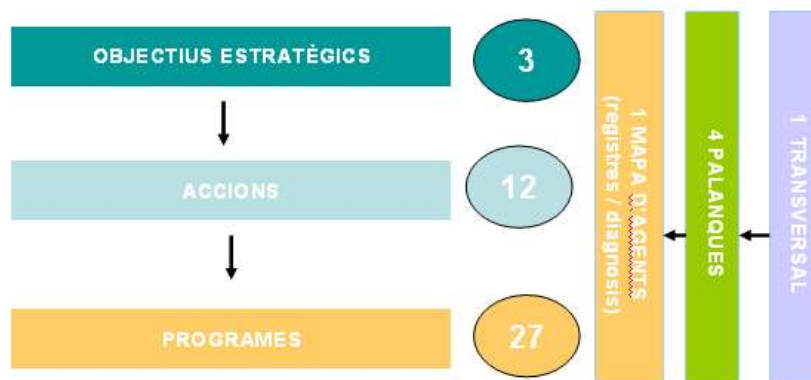 OBJECTIUS ESTRATÈGICS
3
ACCIONS
12
PROGRAMES
27
1 MAPA D'AGENTS
(registres / diagnosis)
4 PALANQUES
1 TRANSVERSAL